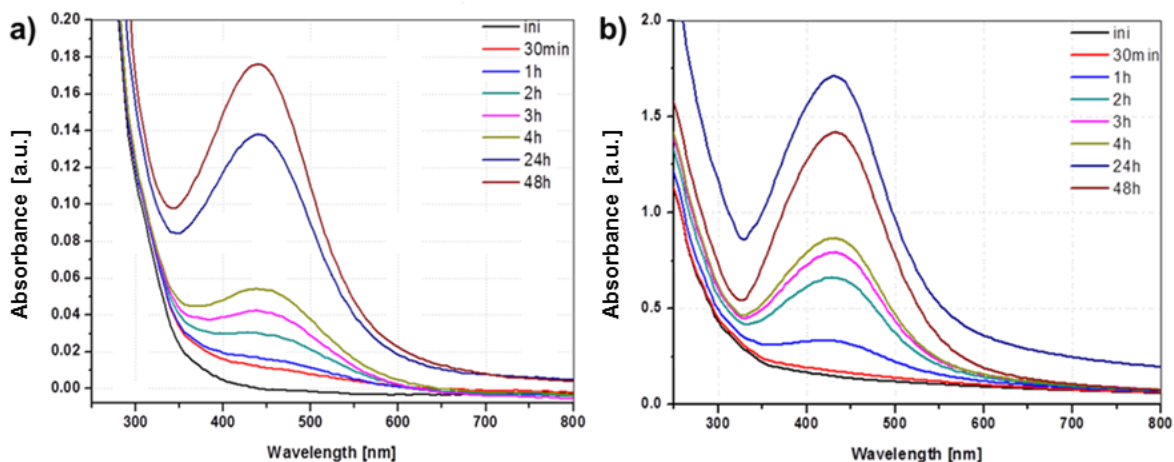 a)
0.20
0.18
0.16
0.14
0.12
0.10
0.08
0.06
0.04
0.02
0.00
Absorbance [a.u.]
300 400 500 600 700 800
Wavelength [nm]
ini
30min
1h
2h
3h
4h
24h
48h
b)
2.0
1.5
1.0
0.5
0.0
Absorbance [a.u.]
300 400 500 600 700 800
Wavelength [nm]
ini
30min
1h
2h
3h
4h
24h
48h